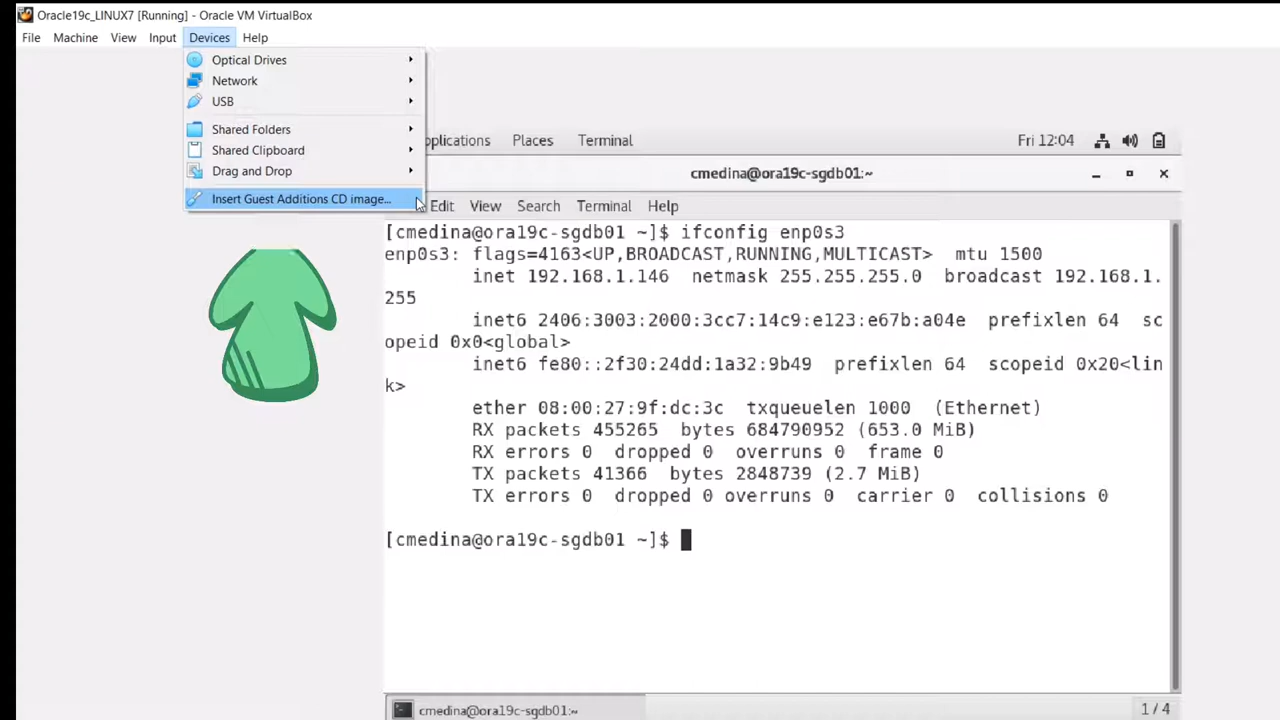 Oracle19c_LINUX7 [Running] - Oracle VM VirtualBox
File Machine View Input Devices Help
Optical Drives
Network
USB
Shared Folders
Shared Clipboard
Drag and Drop
Insert Guest Additions CD image...
pplications Places Terminal Fri 12:04
cmedina@ora19c-sgdb01:~
Edit View Search Terminal Help
[cmedina@ora19c-sgdb01 ~]$ ifconfig enp0s3
enp0s3: flags=4163<UP,BROADCAST,RUNNING,MULTICAST> mtu 1500
inet 192.168.1.146 netmask 255.255.255.0 broadcast 192.168.1.
255
inet6 2406:3003:2000:3cc7:14c9:e123:e67b:a04e prefixlen 64 sc
opeid 0x0<global>
inet6 fe80::2f30:24dd:1a32:9b49 prefixlen 64 scopeid 0x20<lin
k>
ether 08:00:27:9f:dc:3c txqueuelen 1000 (Ethernet)
RX packets 455265 bytes 684790952 (653.0 MiB)
RX errors 0 dropped 0 overruns 0 frame 0
TX packets 41366 bytes 2848739 (2.7 MiB)
TX errors 0 dropped 0 overruns 0 carrier 0 collisions 0
[cmedina@ora19c-sgdb01 ~]$
cmedina@ora19c-sgdb01:~ 1 / 4